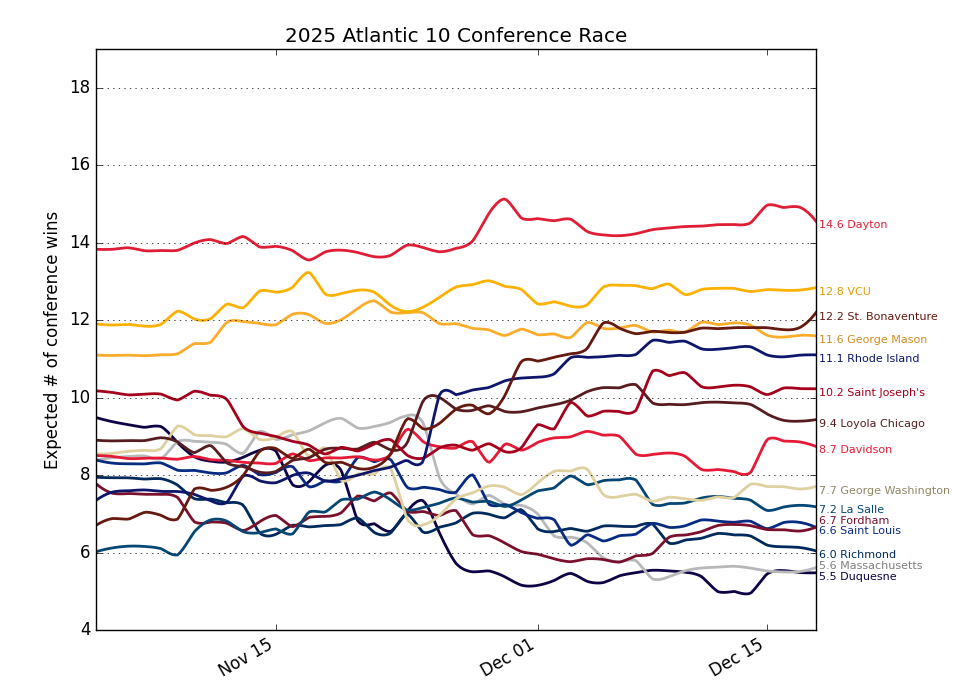 2025 Atlantic 10 Conference Race
Expected # of conference wins
18
16
14
12
10
8
6
4
Nov 15
Dec 01
Dec 15
14.6 Dayton
12.8 VCU
12.2 St. Bonaventure
11.6 George Mason
11.1 Rhode Island
10.2 Saint Joseph's
9.4 Loyola Chicago
8.7 Davidson
7.7 George Washington
7.2 La Salle
6.7 Fordham
6.6 Saint Louis
6.0 Richmond
5.6 Massachusetts
5.5 Duquesne